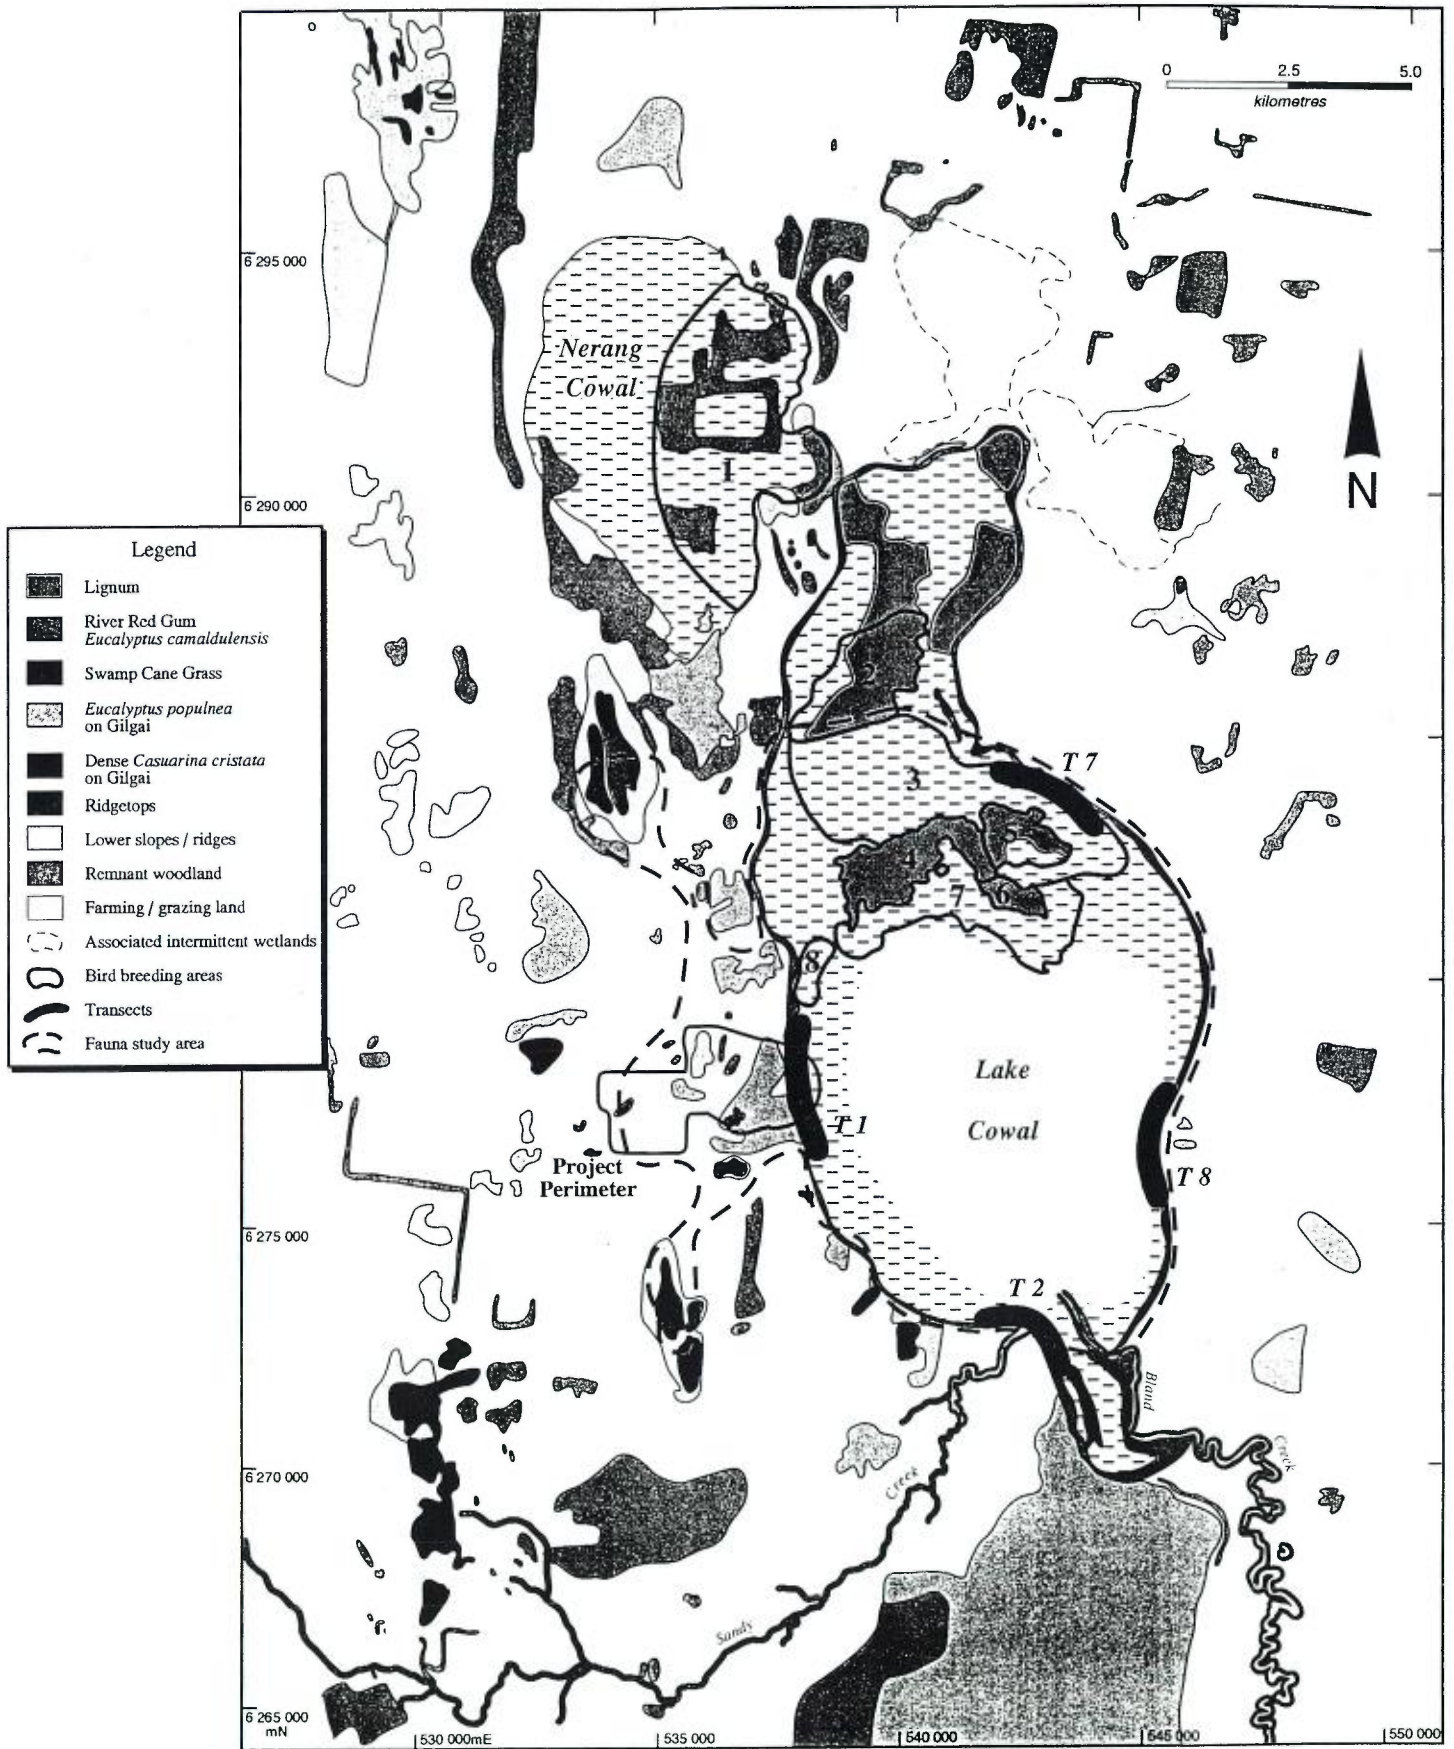 0 2.5 5.0
kilometres
6 295 000
Nerang
Cowal
1
6 290 000
N
Legend
Lignum
River Red Gum
Eucalyptus camaldulensis
Swamp Cane Grass
Eucalyptus populnea
on Gilgai
Dense Casuarina cristata
on Gilgai
Ridgetops
Lower slopes / ridges
Remnant woodland
Farming / grazing land
Associated intermittent wetlands
Bird breeding areas
Transects
Fauna study area
2
3
T 7
5
4
6
7
8
Lake
Cowal
T 1
T 8
Project
Perimeter
6 275 000
T 2
Bland
Creek
6 270 000
Creek
Sands
6 265 000
mN
530 000mE
535 000
540 000
545 000
550 000